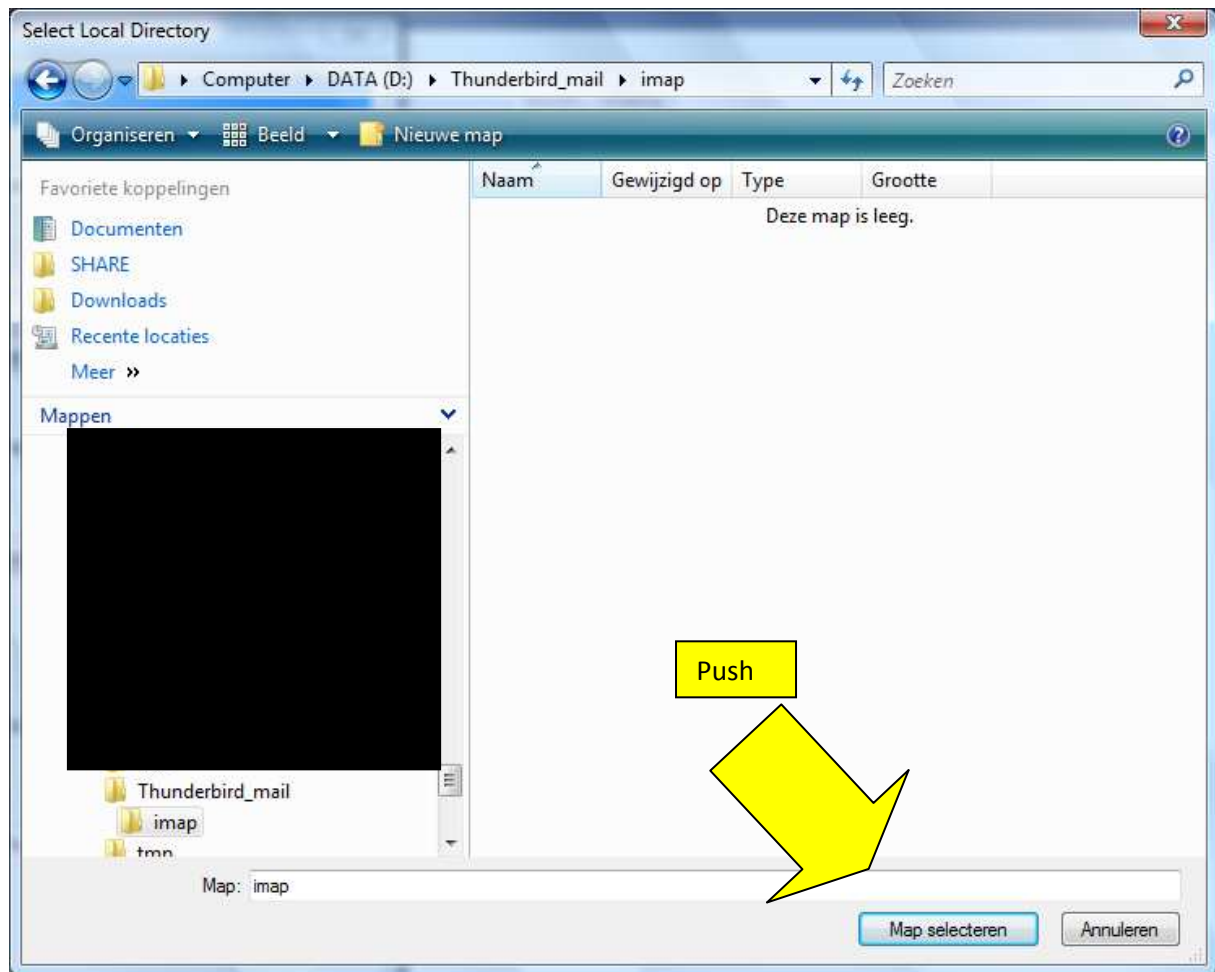 Select Local Directory
Computer DATA (D:) Thunderbird_mail imap Zoeken
Organiseren Beeld Nieuwe map
Favoriete koppelingen
Documenten
SHARE
Downloads
Recente locaties
Meer »
Mappen
Thunderbird_mail
imap
tmp
Naam Gewijzigd op Type Grootte
Deze map is leeg.
Push
Map: imap
Map selecteren Annuleren